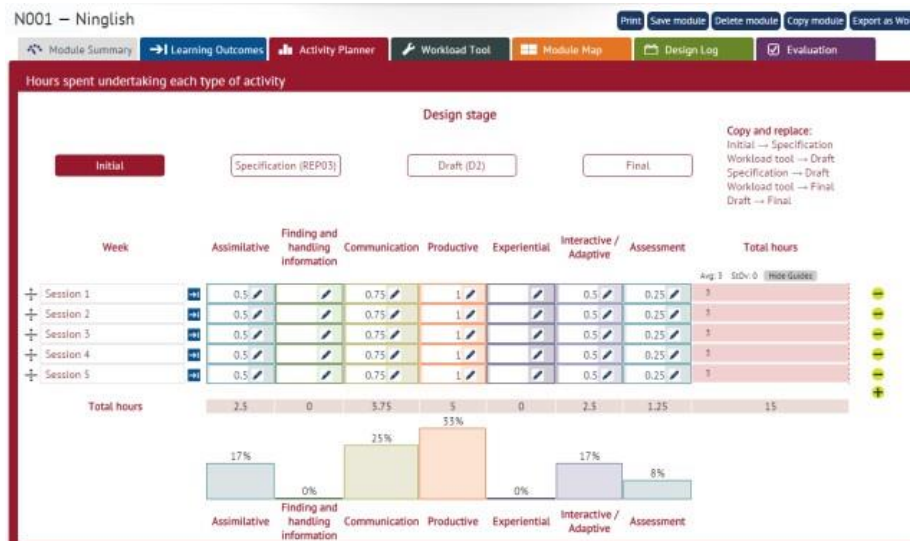 N001 — Ninglish
Print Save module Delete module Copy module Export as Wo
Module Summary Learning Outcomes Activity Planner Workload Tool Module Map Design Log Evaluation
Hours spent undertaking each type of activity
Design stage
Initial Specification (REP03) Draft (D2) Final
Copy and replace:
Initial → Specification
Workload tool → Draft
Specification → Draft
Workload tool → Final
Draft → Final
Week Assimilative Finding and handling information Communication Productive Experiential Interactive / Adaptive Assessment Total hours
Avg: 3 StDv: 0 Hide Guides
Session 1 0.5 0.75 1 0.5 0.25 3
Session 2 0.5 0.75 1 0.5 0.25 3
Session 3 0.5 0.75 1 0.5 0.25 3
Session 4 0.5 0.75 1 0.5 0.25 3
Session 5 0.5 0.75 1 0.5 0.25 3
Total hours 2.5 0 3.75 5 0 2.5 1.25 15
17% 0% 25% 33% 0% 17% 8%
Assimilative Finding and handling information Communication Productive Experiential Interactive / Adaptive Assessment